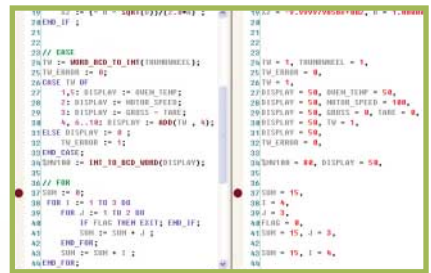 20 END_IF ;
21
22
23 // CASE
24 TW := WORD_BCD_TO_INT(THUMBWHEEL);
25 TW_ERROR := 0;
26 CASE TW OF
27 1,5: DISPLAY := OVEN_TEMP;
28 2: DISPLAY := MOTOR_SPEED;
29 3: DISPLAY := GROSS - TARE;
30 4, 6..10: DISPLAY := ADD(TW , 4);
31 ELSE DISPLAY := 0 ;
32 TW_ERROR := 1;
33 END_CASE;
34 := INT_TO_BCD_WORD(DISPLAY);
35
36 // FOR
37 SUM := 0;
38 FOR I := 1 TO 3 DO
39 FOR J := 1 TO 2 DO
40 IF FLAG THEN EXIT; END_IF;
41 SUM := SUM + J ;
42 END_FOR;
43 SUM := SUM + I ;
44 END_FOR;
20
21
22
23
24 TW = 1, THUMBWHEEL = 1,
25 TW_ERROR = 0,
26 TW = 1,
27 DISPLAY = 50, OVEN_TEMP = 50,
28 DISPLAY = 50, MOTOR_SPEED = 100,
29 DISPLAY = 50, GROSS = 0, TARE = 0,
30 DISPLAY = 50, TW = 1,
31 DISPLAY = 50,
32 TW_ERROR = 0,
33
34 = 80, DISPLAY = 50,
35
36
37 SUM = 15,
38 I = 4,
39 J = 3,
40 FLAG = 0,
41 SUM = 15, J = 3,
42
43 SUM = 15, I = 4,
44